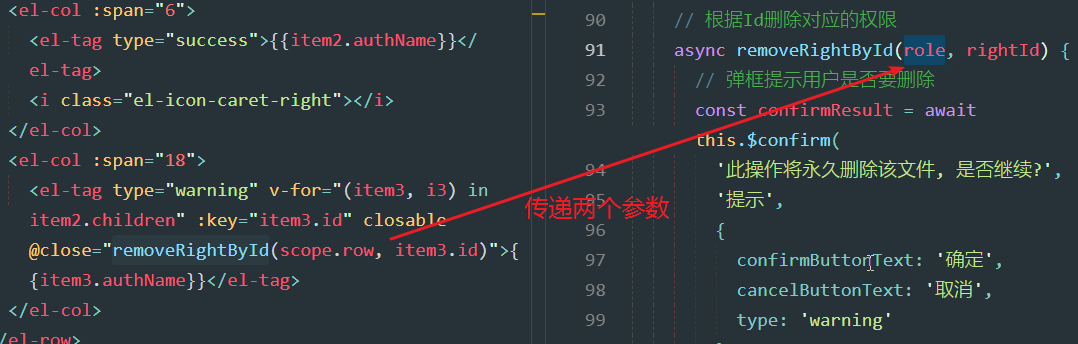 <el-col :span="6">
<el-tag type="success">{{item2.authName}}</
el-tag>
<i class="el-icon-caret-right"></i>
</el-col>
<el-col :span="18">
<el-tag type="warning" v-for="(item3, i3) in
item2.children" :key="item3.id" closable
@close="removeRightById(scope.row, item3.id)">{
{item3.authName}}</el-tag>
</el-col>
/el-row>
传递两个参数
90 // 根据Id删除对应的权限
91 async removeRightById(role, rightId) {
92 // 弹框提示用户是否要删除
93 const confirmResult = await
this.$confirm(
94 '此操作将永久删除该文件, 是否继续?',
95 '提示',
96 {
97 confirmButtonText: '确定',
98 cancelButtonText: '取消',
99 type: 'warning'